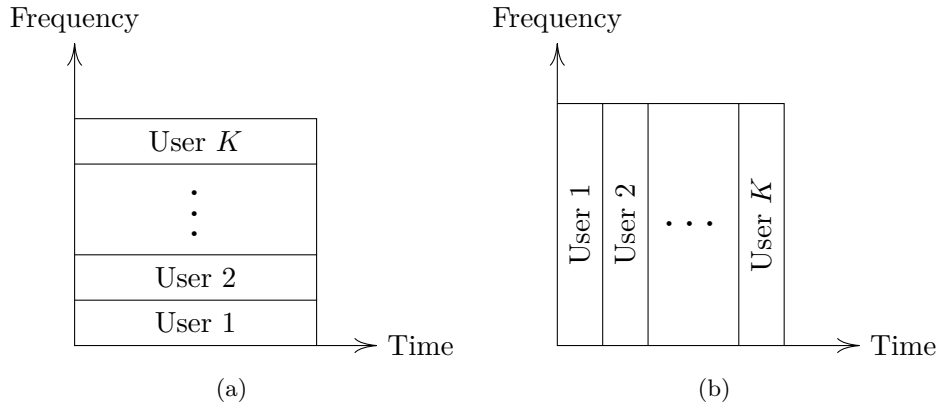 Frequency
User K
User 2
User 1
Time
(a)
Frequency
User 1
User 2
User K
Time
(b)